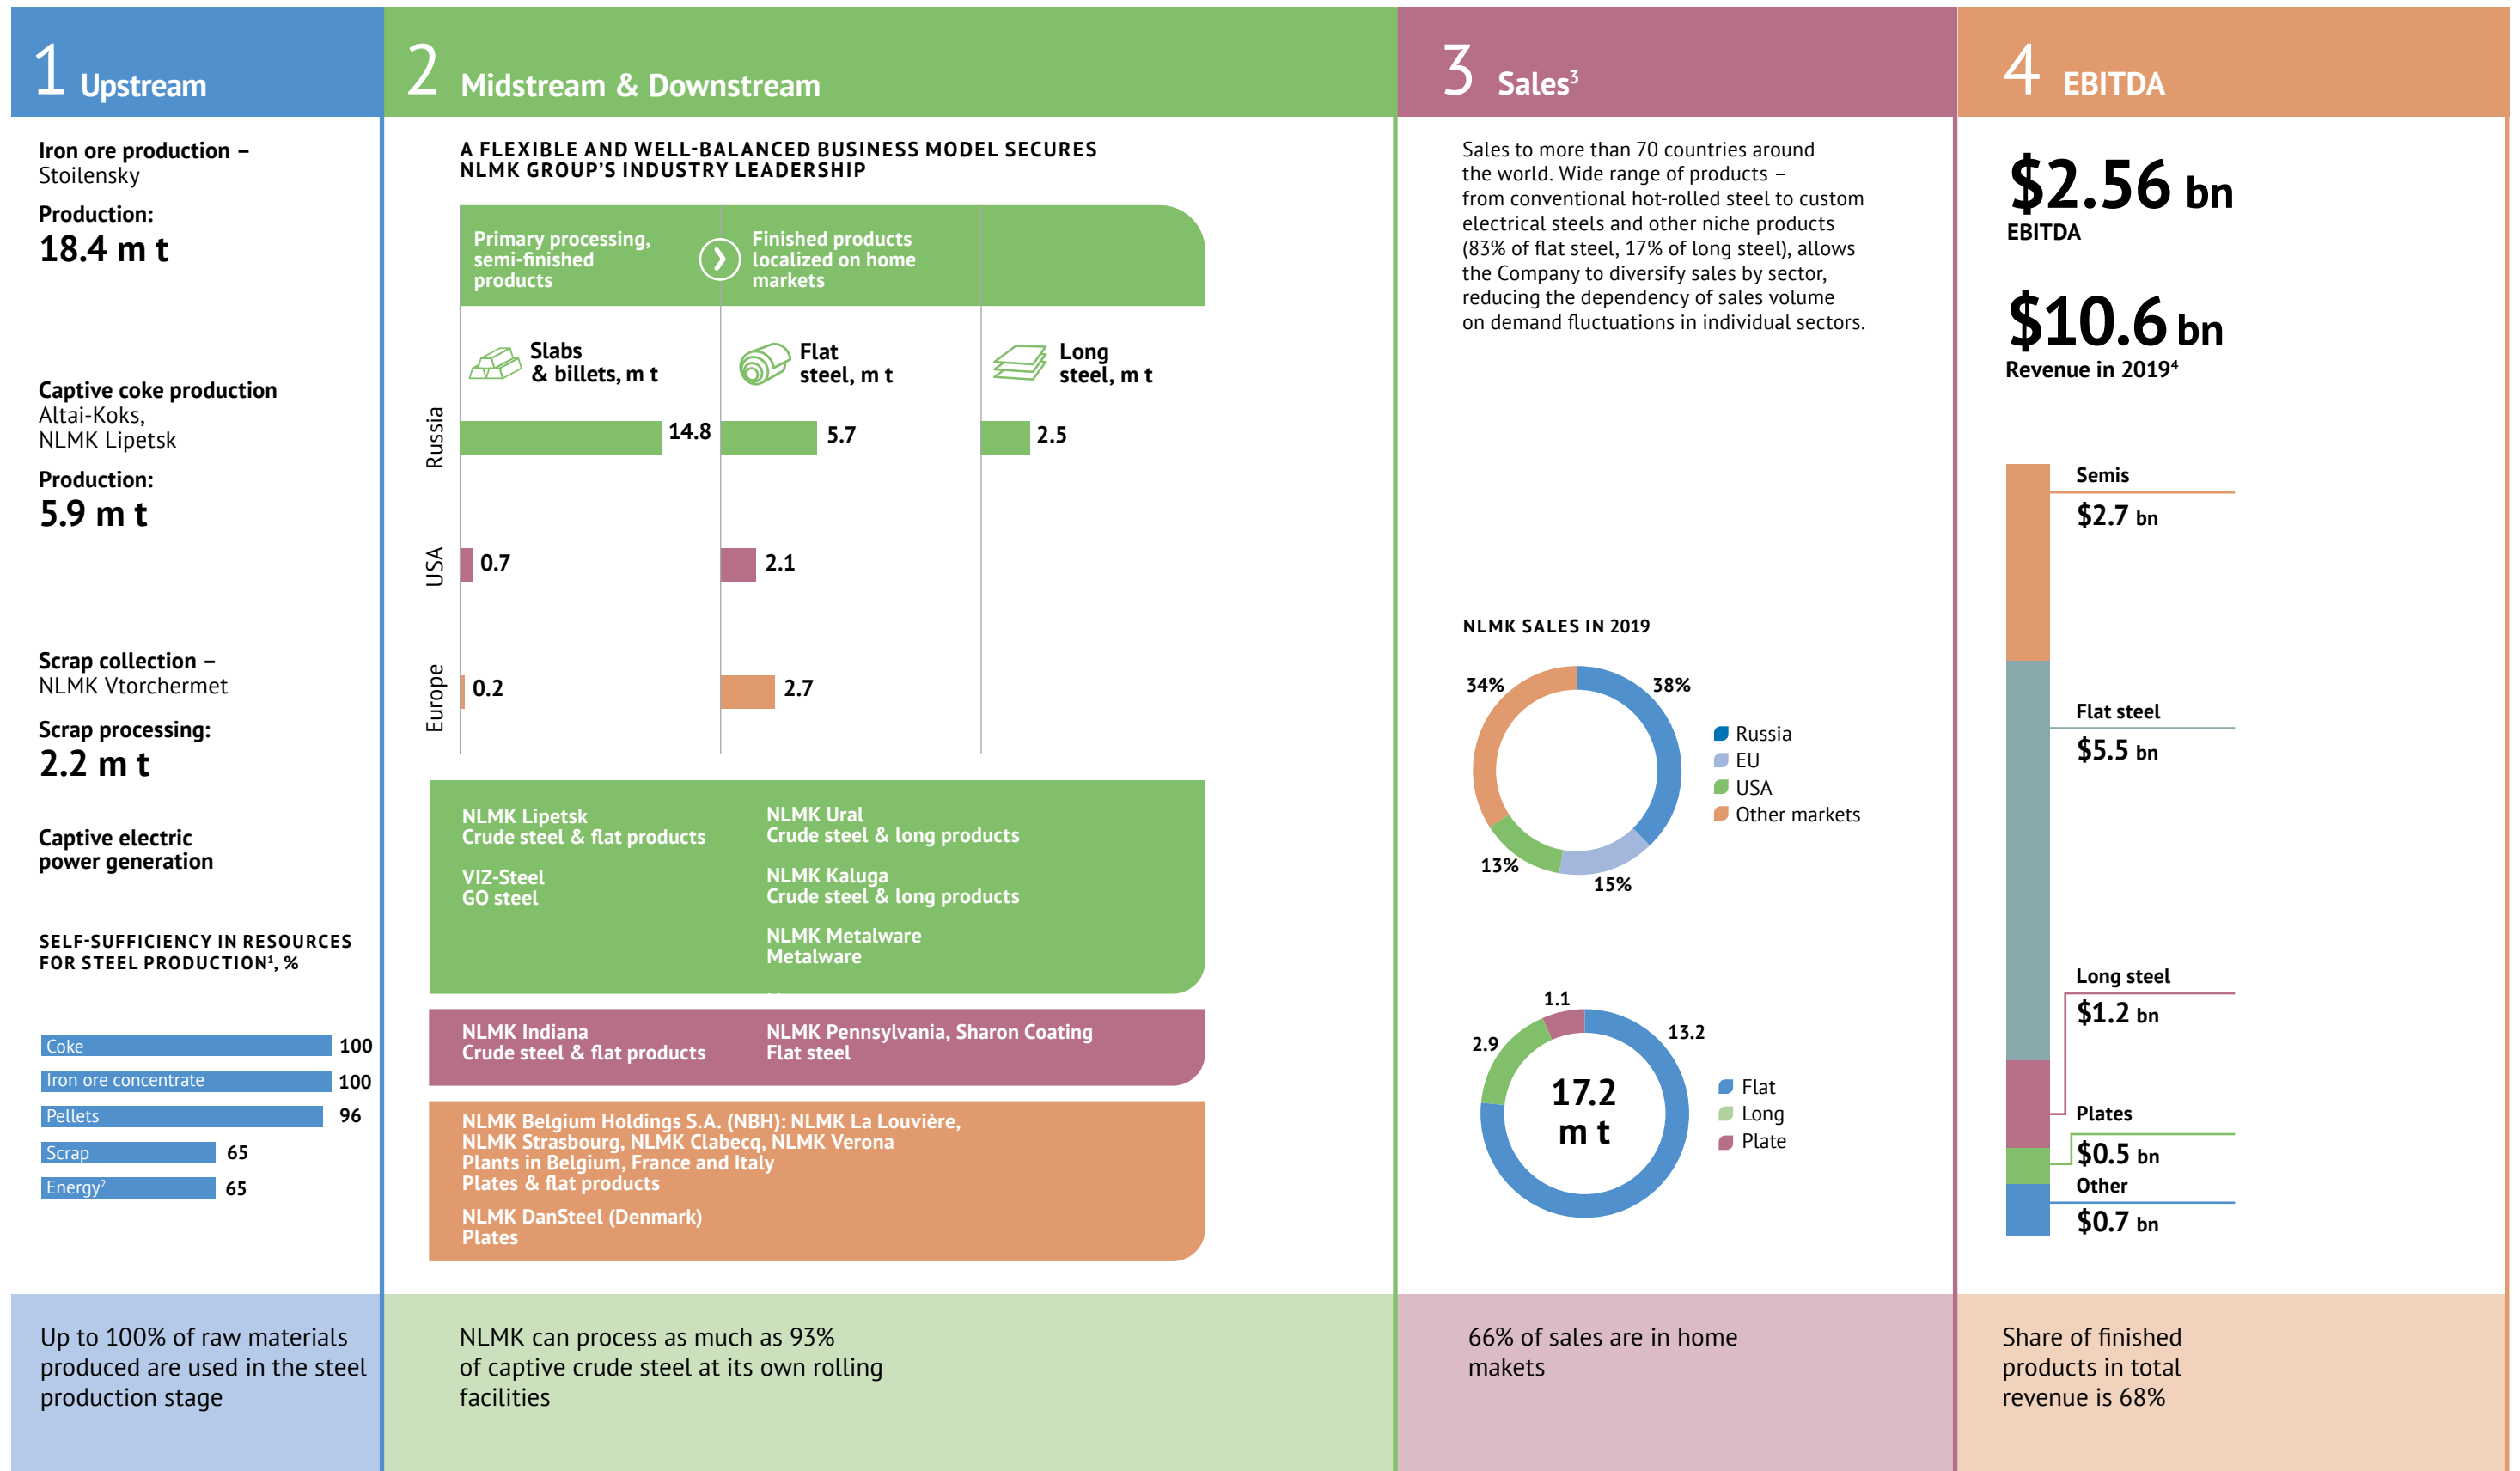 1 Upstream
Iron ore production –
Stoilensky
Production:
18.4 m t
Captive coke production
Altai-Koks,
NLMK Lipetsk
Production:
5.9 m t
Scrap collection –
NLMK Vtorchermet
Scrap processing:
2.2 m t
Captive electric
power generation
SELF-SUFFICIENCY IN RESOURCES
FOR STEEL PRODUCTION¹, %
Coke 100
Iron ore concentrate 100
Pellets 96
Scrap 65
Energy² 65
Up to 100% of raw materials
produced are used in the steel
production stage
2 Midstream & Downstream
A FLEXIBLE AND WELL-BALANCED BUSINESS MODEL SECURES
NLMK GROUP'S INDUSTRY LEADERSHIP
Primary processing,
semi-finished
products
Finished products
localized on home
markets
Slabs
& billets, m t
Flat
steel, m t
Long
steel, m t
Russia
14.8
5.7
2.5
USA
0.7
2.1
Europe
0.2
2.7
NLMK Lipetsk
Crude steel & flat products
VIZ-Steel
GO steel
NLMK Ural
Crude steel & long products
NLMK Kaluga
Crude steel & long products
NLMK Metalware
Metalware
NLMK Indiana
Crude steel & flat products
NLMK Pennsylvania, Sharon Coating
Flat steel
NLMK Belgium Holdings S.A. (NBH): NLMK La Louvière,
NLMK Strasbourg, NLMK Clabecq, NLMK Verona
Plants in Belgium, France and Italy
Plates & flat products
NLMK DanSteel (Denmark)
Plates
NLMK can process as much as 93%
of captive crude steel at its own rolling
facilities
3 Sales³
Sales to more than 70 countries around
the world. Wide range of products –
from conventional hot-rolled steel to custom
electrical steels and other niche products
(83% of flat steel, 17% of long steel), allows
the Company to diversify sales by sector,
reducing the dependency of sales volume
on demand fluctuations in individual sectors.
NLMK SALES IN 2019
34%
38%
13%
15%
Russia
EU
USA
Other markets
1.1
2.9
13.2
17.2
m t
Flat
Long
Plate
66% of sales are in home
makets
4 EBITDA
$2.56 bn
EBITDA
$10.6 bn
Revenue in 2019⁴
Semis
$2.7 bn
Flat steel
$5.5 bn
Long steel
$1.2 bn
Plates
$0.5 bn
Other
$0.7 bn
Share of finished
products in total
revenue is 68%